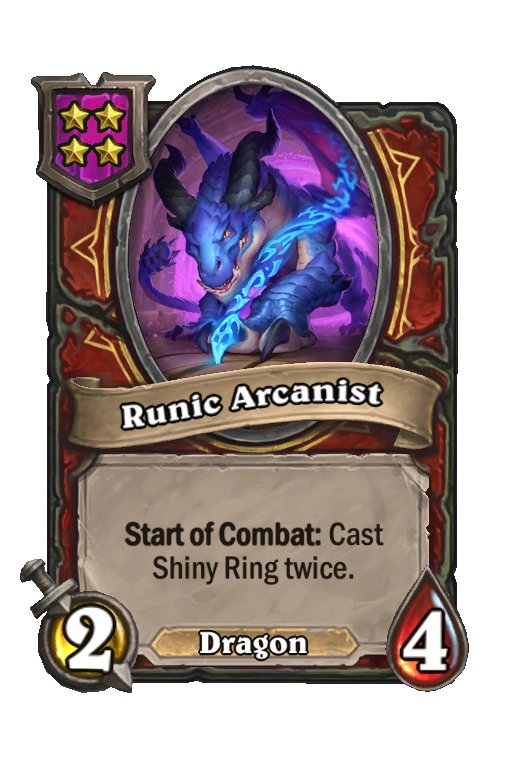 Runic Arcanist
Start of Combat: Cast
Shiny Ring twice.
2
Dragon
4